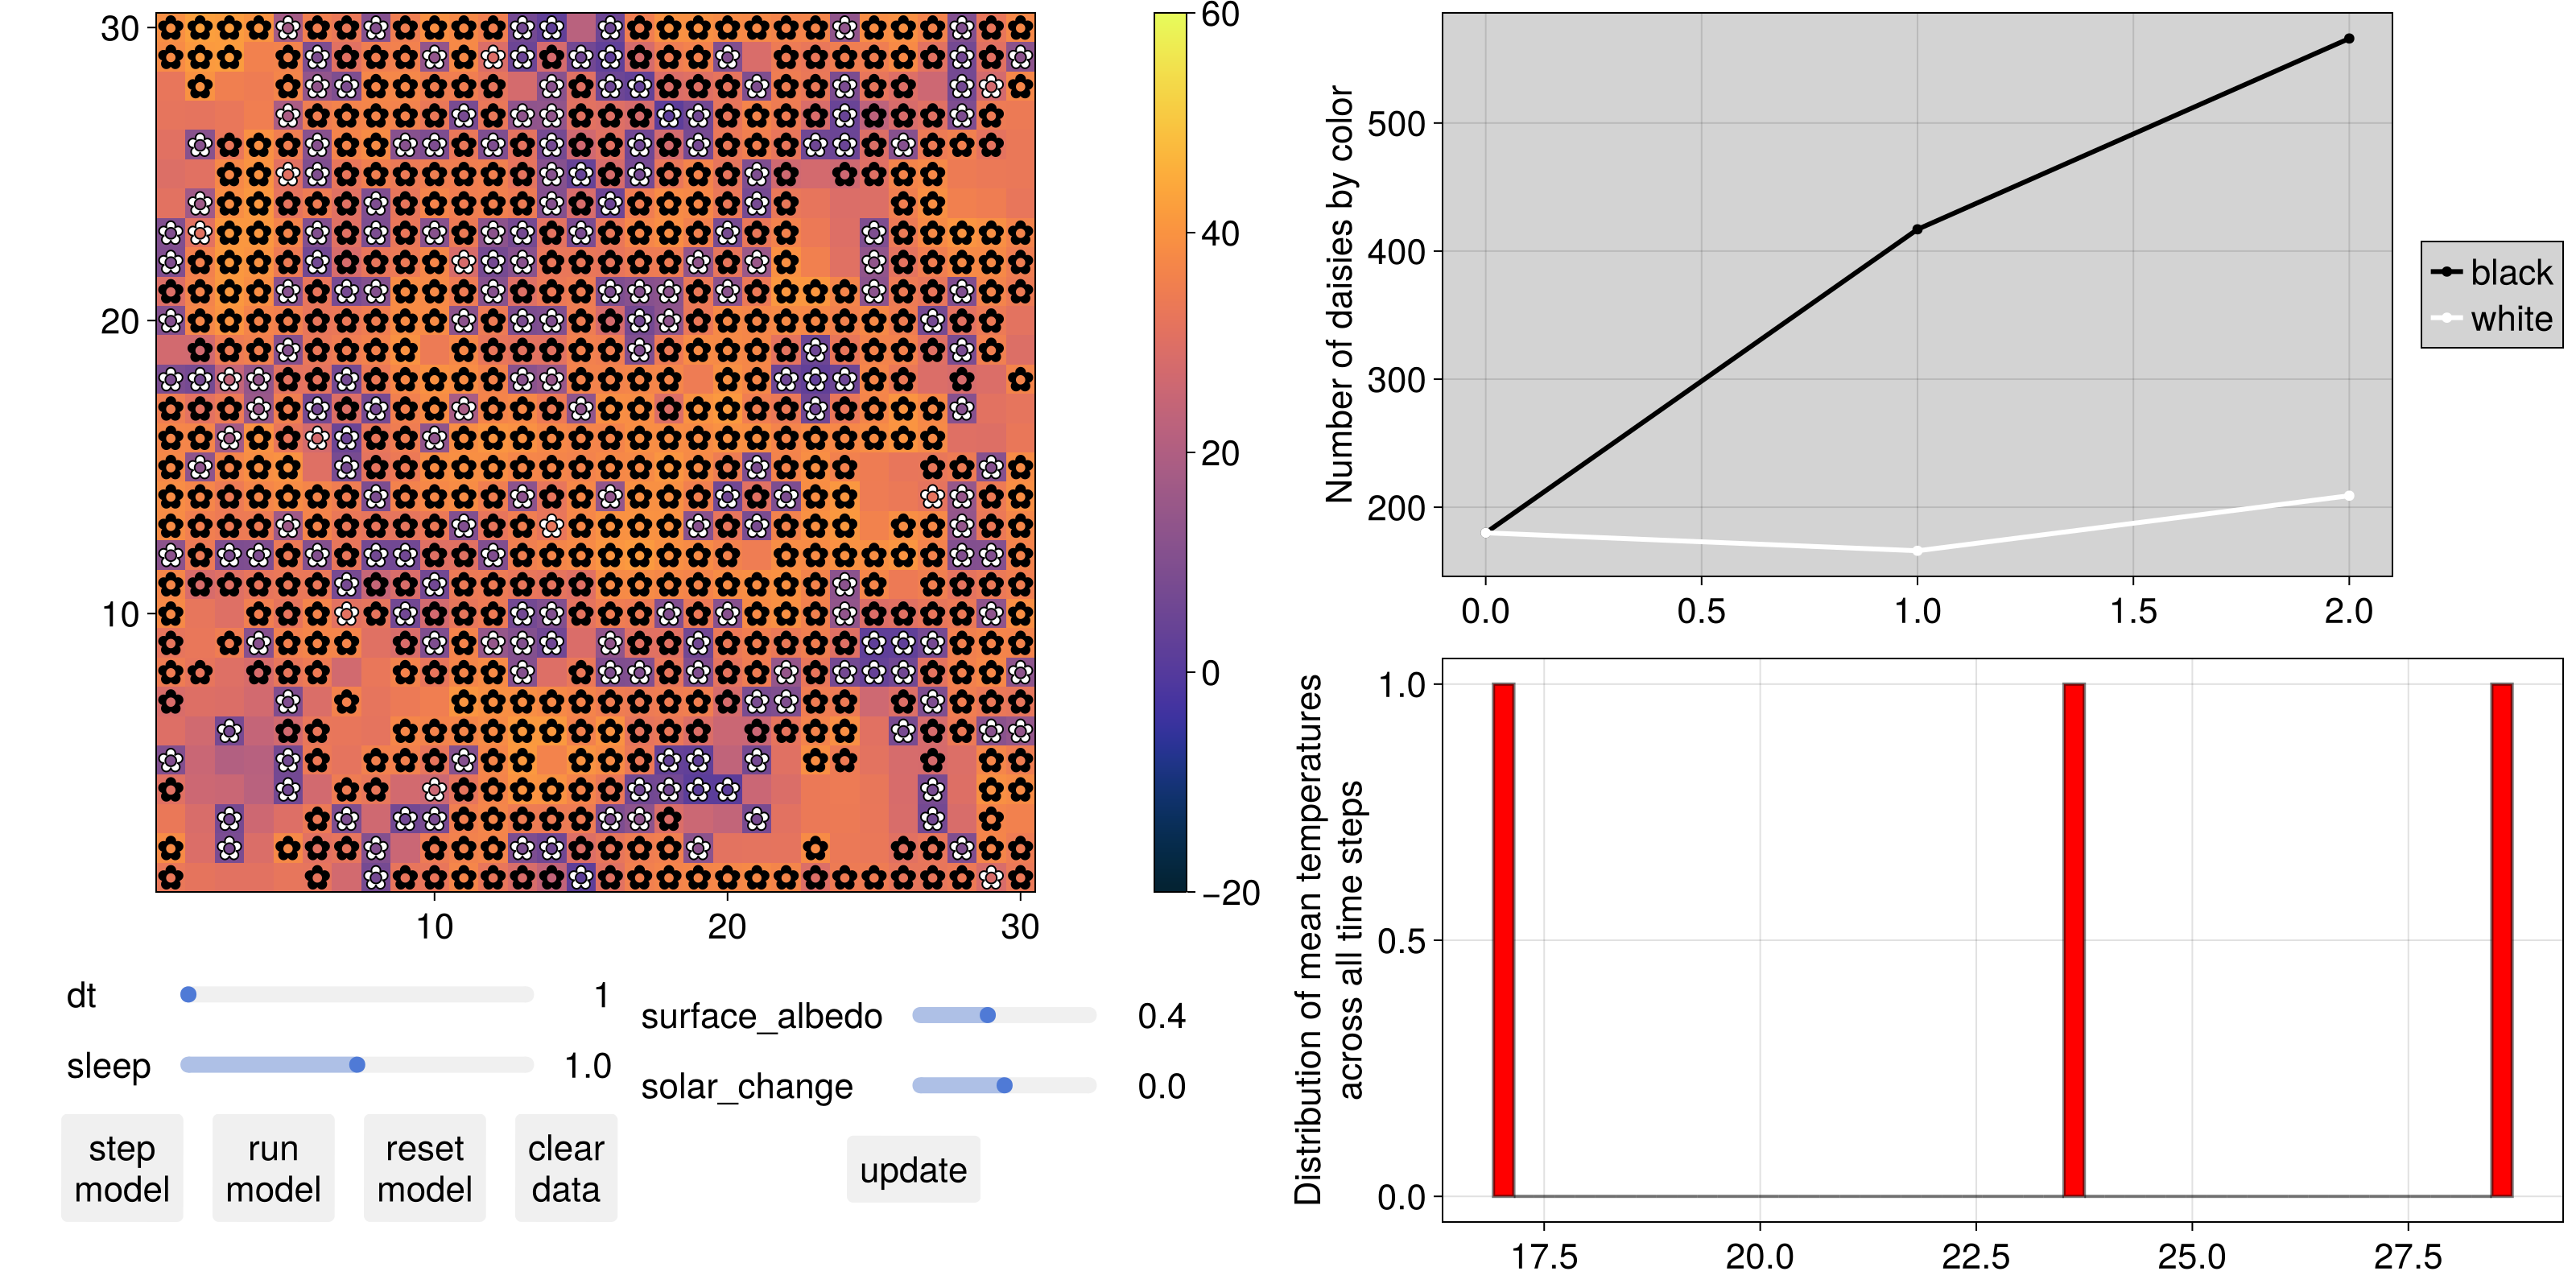 30
20
10
10
20
30
60
40
20
0
−20
Number of daisies by color
500
400
300
200
0.0
0.5
1.0
1.5
2.0
black
white
Distribution of mean temperatures
across all time steps
1.0
0.5
0.0
17.5
20.0
22.5
25.0
27.5
dt 1
sleep 1.0
surface_albedo 0.4
solar_change 0.0
step
model
run
model
reset
model
clear
data
update